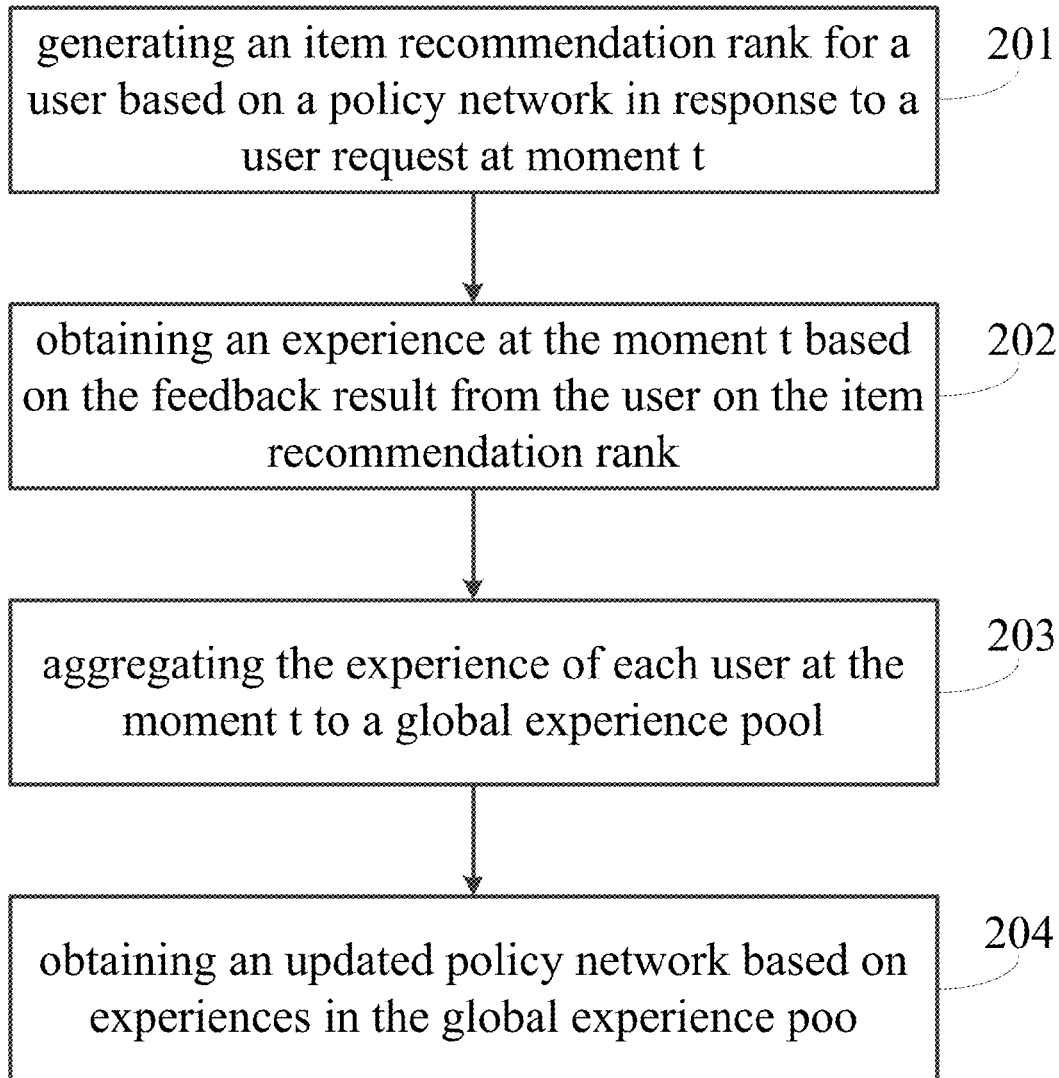 generating an item recommendation rank for a
user based on a policy network in response to a
user request at moment t
201
obtaining an experience at the moment t based
on the feedback result from the user on the item
recommendation rank
202
aggregating the experience of each user at the
moment t to a global experience pool
203
obtaining an updated policy network based on
experiences in the global experience poo
204